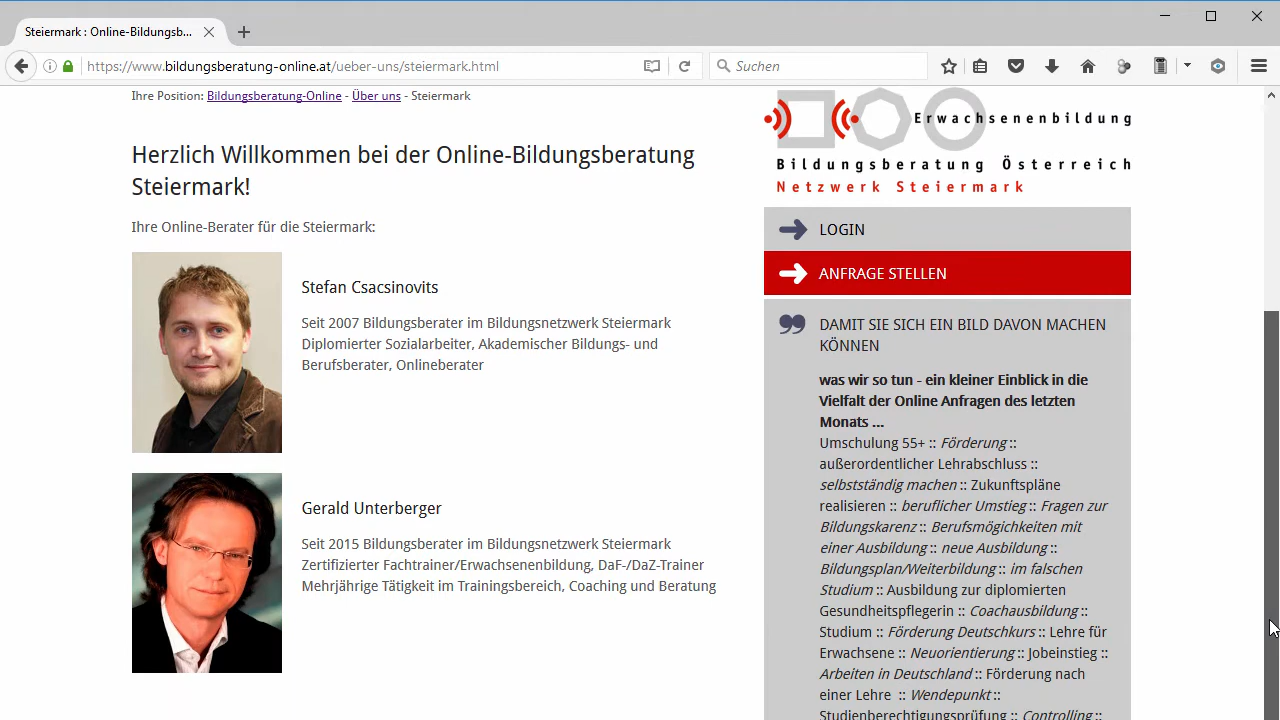 Steiermark : Online-Bildungsb...
https://www.bildungsberatung-online.at/ueber-uns/steiermark.html
Suchen
Ihre Position: Bildungsberatung-Online - Über uns - Steiermark
Herzlich Willkommen bei der Online-Bildungsberatung
Steiermark!
Ihre Online-Berater für die Steiermark:
Stefan Csacsinovits
Seit 2007 Bildungsberater im Bildungsnetzwerk Steiermark
Diplomierter Sozialarbeiter, Akademischer Bildungs- und
Berufsberater, Onlineberater
Gerald Unterberger
Seit 2015 Bildungsberater im Bildungsnetzwerk Steiermark
Zertifizierter Fachtrainer/Erwachsenenbildung, DaF-/DaZ-Trainer
Mehrjährige Tätigkeit im Trainingsbereich, Coaching und Beratung
Erwachsenenbildung
Bildungsberatung Österreich
Netzwerk Steiermark
LOGIN
ANFRAGE STELLEN
DAMIT SIE SICH EIN BILD DAVON MACHEN
KÖNNEN
was wir so tun - ein kleiner Einblick in die
Vielfalt der Online Anfragen des letzten
Monats ...
Umschulung 55+ :: Förderung ::
außerordentlicher Lehrabschluss ::
selbstständig machen :: Zukunftspläne
realisieren :: beruflicher Umstieg :: Fragen zur
Bildungskarenz :: Berufsmögichkeiten mit
einer Ausbildung :: neue Ausbildung ::
Bildungsplan/Weiterbildung :: im falschen
Studium :: Ausbildung zur diplomierten
Gesundheitspflegerin :: Coachausbildung ::
Studium :: Förderung Deutschkurs :: Lehre für
Erwachsene :: Neuorientierung :: Jobeinstieg ::
Arbeiten in Deutschland :: Förderung nach
einer Lehre :: Wendepunkt ::
Studienberechtigungsprüfung :: Controlling ::